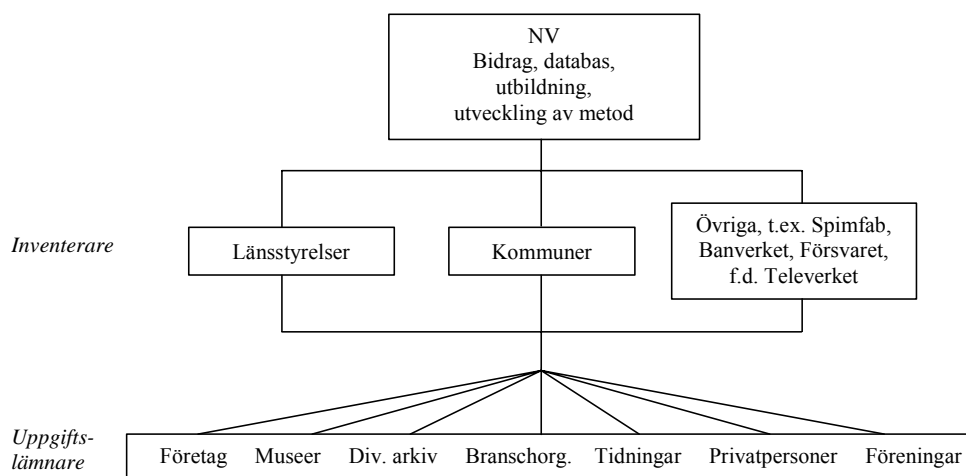 NV
Bidrag, databas,
utbildning,
utveckling av metod
Inventerare
Länsstyrelser
Kommuner
Övriga, t.ex. Spimfab,
Banverket, Försvaret,
f.d. Televerket
Uppgifts-
lämnare
Företag Museer Div. arkiv Branschorg. Tidningar Privatpersoner Föreningar